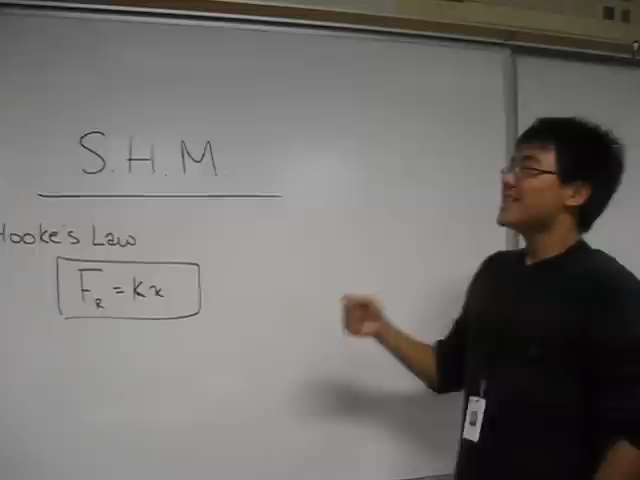 S.H.M.
Hooke's Law
F_R = Kx